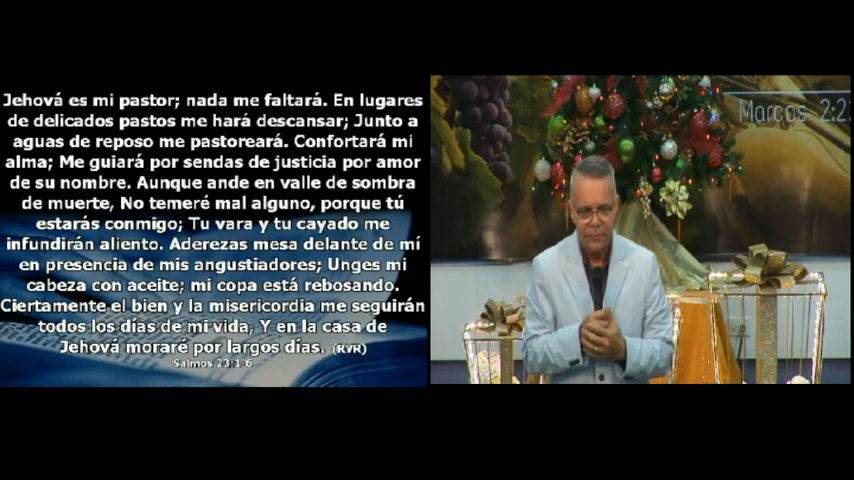 Jehová es mi pastor; nada me faltará. En lugares
de delicados pastos me hará descansar; Junto a
aguas de reposo me pastoreará. Confortará mi
alma; Me guiará por sendas de justicia por amor
de su nombre. Aunque ande en valle de sombra
de muerte, No temeré mal alguno, porque tú
estarás conmigo; Tu vara y tu cayado me
infundirán aliento. Aderezas mesa delante de mí
en presencia de mis angustiadores; Unges mi
cabeza con aceite; mi copa está rebosando.
Ciertamente el bien y la misericordia me seguirán
todos los días de mi vida, Y en la casa de
Jehová moraré por largos días. (RVR)
Salmos 23:1-6
Marcos